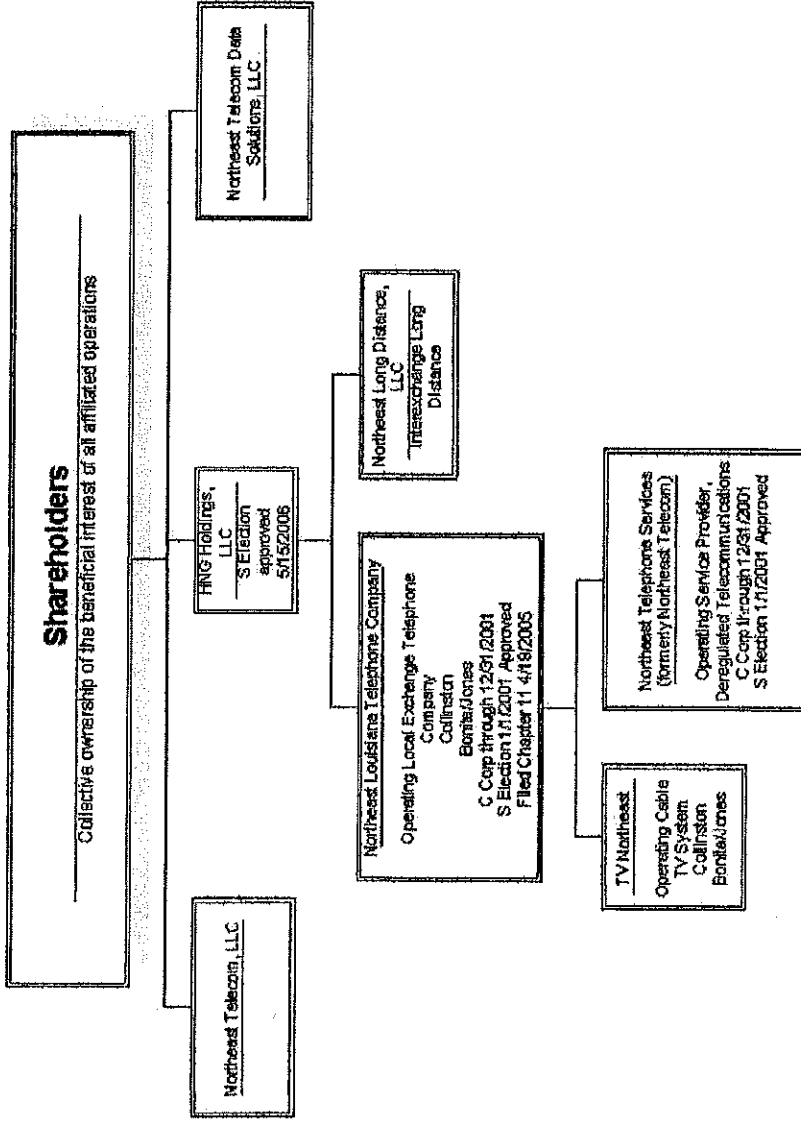 Shareholders
Collective ownership of the beneficial interest of all affiliated operations
Northeast Telecom, LLC
HNG Holdings,
LLC
S Election
approved
5/15/2006
Northeast Telecom Data
Solutions, LLC
Northeast Louisiana Telephone Company
Operating Local Exchange Telephone
Company
Collinston
Bonita/Jones
C Corp through 12/31/2001
S Election 1/1/2001 Approved
Filed Chapter 11 4/19/2005
Northeast Long Distance,
LLC
Interexchange Long
Distance
TV Northeast
Operating Cable
TV System
Collinston
Bonita/Jones
Northeast Telephone Services
(formerly Northeast Telecom)
Operating Service Provider,
Deregulated Telecommunications
C Corp through 12/31/2001
S Election 1/1/2001 Approved